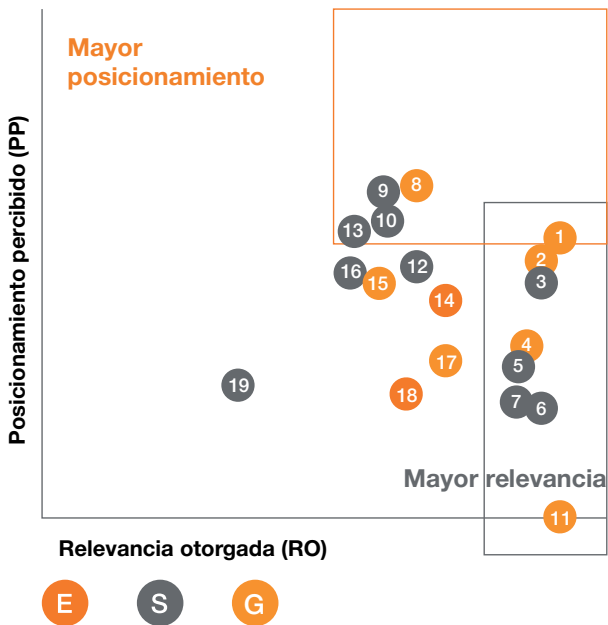 Mayor
posicionamiento
Posicionamiento percibido (PP)
9
8
10
13
1
2
16
12
15
3
14
4
17
5
19
18
7
6
Mayor relevancia
11
Relevancia otorgada (RO)
E
S
G